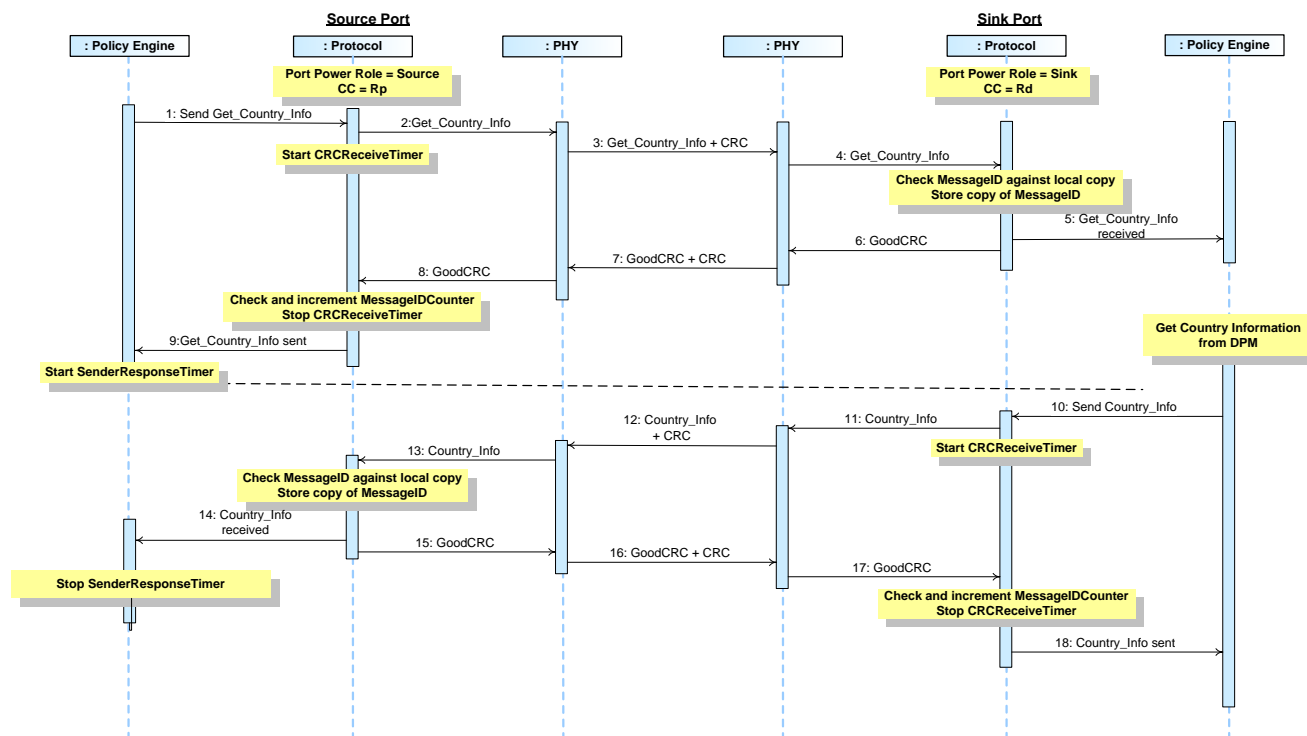 Source Port
Sink Port
: Policy Engine
: Protocol
: PHY
: PHY
: Protocol
: Policy Engine
Port Power Role = Source
CC = Rp
Port Power Role = Sink
CC = Rd
1: Send Get_Country_Info
2:Get_Country_Info
Start CRCReceiveTimer
3: Get_Country_Info + CRC
4: Get_Country_Info
Check MessageID against local copy
Store copy of MessageID
5: Get_Country_Info
received
6: GoodCRC
7: GoodCRC + CRC
8: GoodCRC
Check and increment MessageIDCounter
Stop CRCReceiveTimer
9:Get_Country_Info sent
Start SenderResponseTimer
Get Country Information
from DPM
10: Send Country_Info
11: Country_Info
Start CRCReceiveTimer
12: Country_Info
+ CRC
13: Country_Info
Check MessageID against local copy
Store copy of MessageID
14: Country_Info
received
15: GoodCRC
16: GoodCRC + CRC
17: GoodCRC
Stop SenderResponseTimer
Check and increment MessageIDCounter
Stop CRCReceiveTimer
18: Country_Info sent